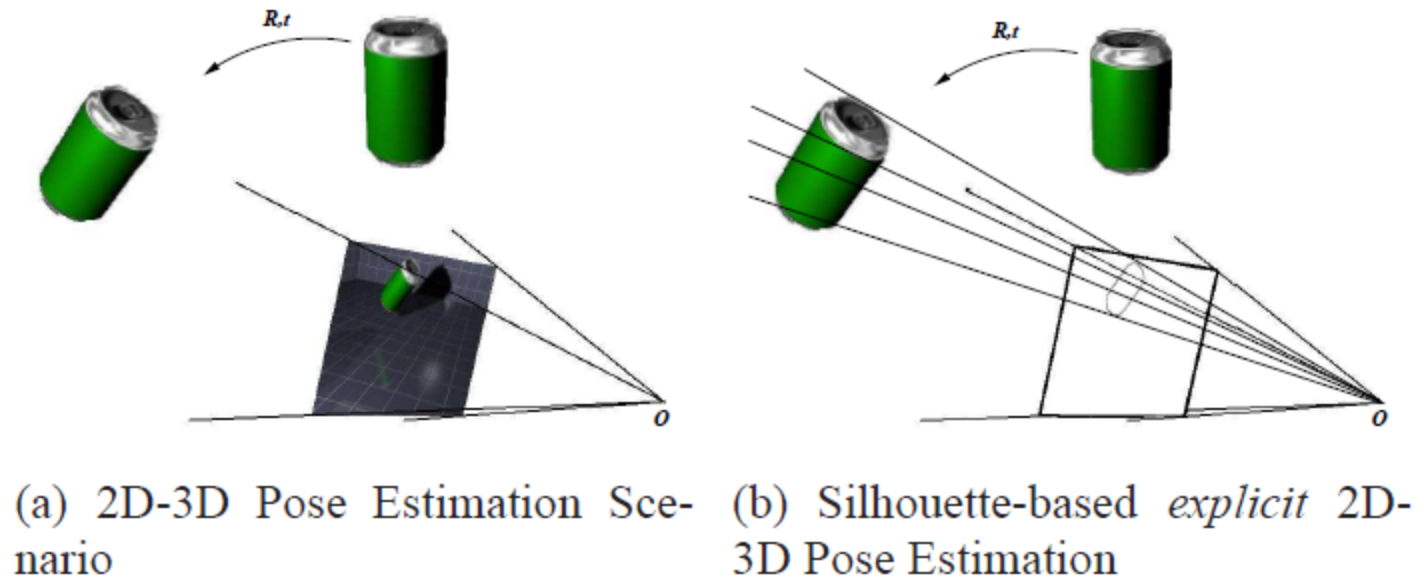 R,t
R,t
O
O
(a) 2D-3D Pose Estimation Sce-
nario
(b) Silhouette-based explicit 2D-
3D Pose Estimation